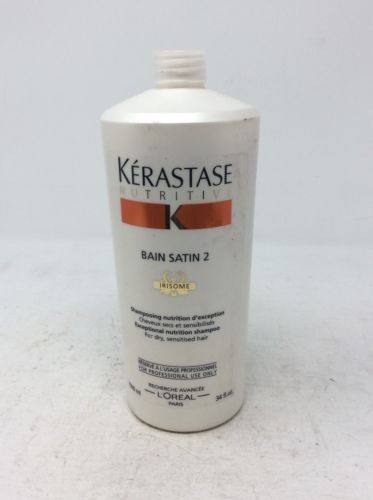 KÉRASTASE
NUTRITIVE
K
BAIN SATIN 2
IRISOME
Shampooing nutrition d'exception
Cheveux secs et sensibilisés
Exceptional nutrition shampoo
For dry, sensitised hair
RÉSERVÉ À L'USAGE PROFESSIONNEL
FOR PROFESSIONAL USE ONLY
RECHERCHE AVANCÉE
L'ORÉAL
PARIS
ml
34 fl.oz.